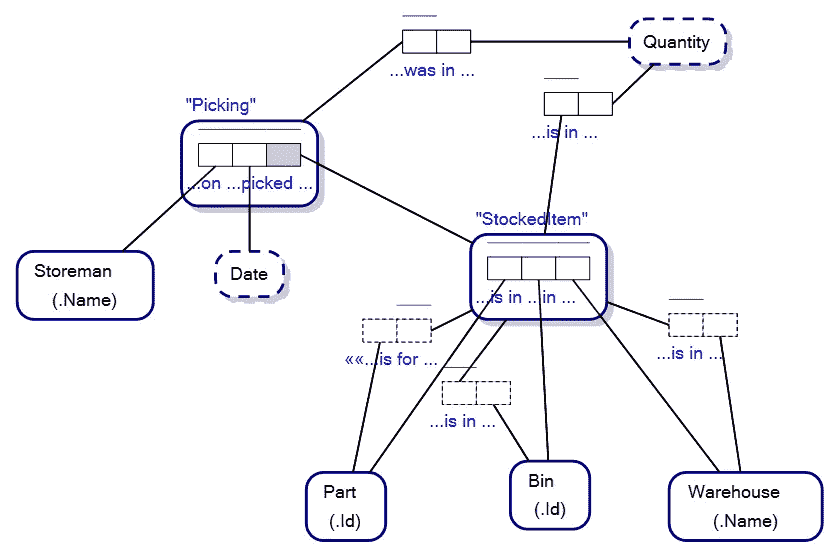 Quantity
...was in ...
"Picking"
...is in ...
...on ...picked ...
"StockedItem"
Storeman
(.Name)
Date
...is in ...in ...
««...is for ...
...is in ...
...is in ...
Part
(.Id)
Bin
(.Id)
Warehouse
(.Name)